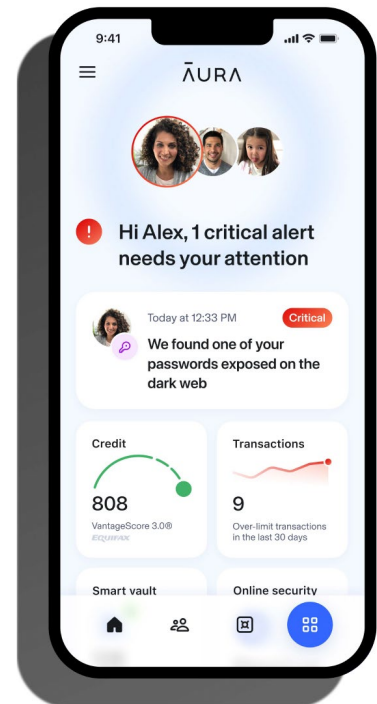 9:41
ĀURA
Hi Alex, 1 critical alert
needs your attention
Today at 12:33 PM
Critical
We found one of your
passwords exposed on the
dark web
Credit
Transactions
808
9
VantageScore 3.0®
EQUIFAX
Over-limit transactions
in the last 30 days
Smart vault
Online security